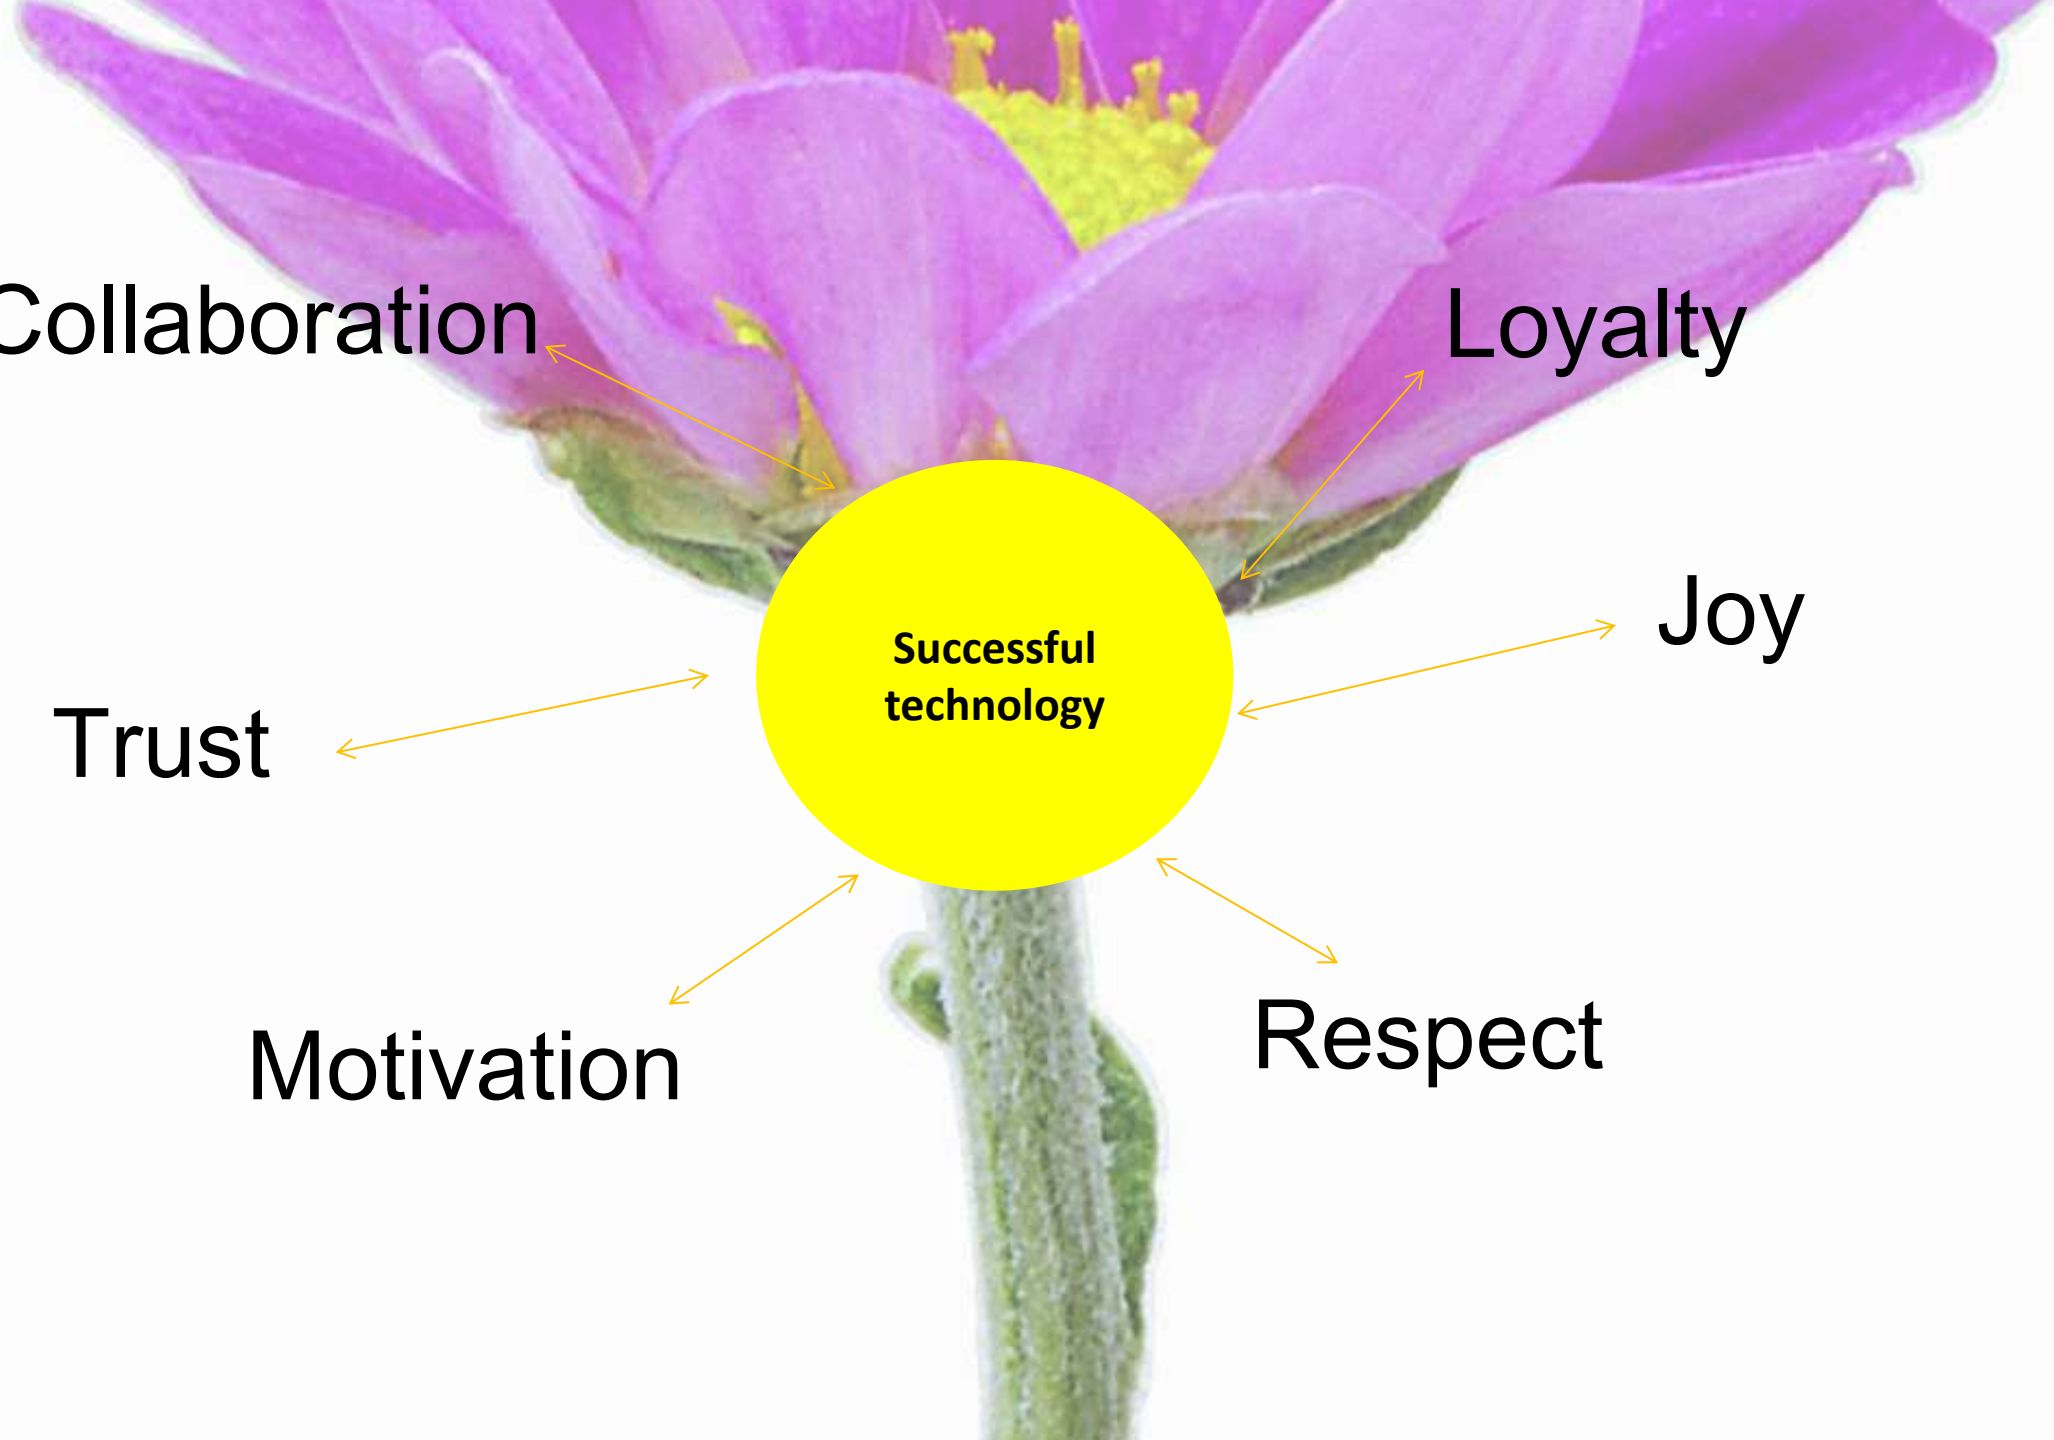 Collaboration
Loyalty
Joy
Successful
technology
Trust
Respect
Motivation